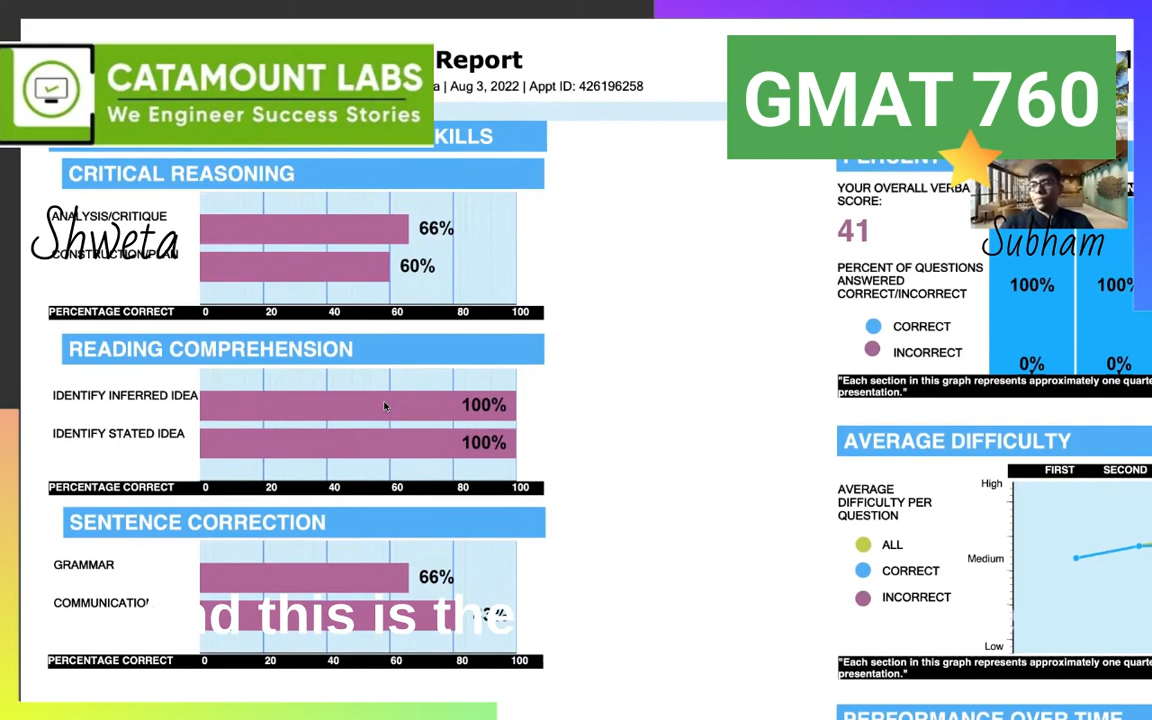 Report
CATAMOUNT LABS
We Engineer Success Stories
a | Aug 3, 2022 | Appt ID: 426196258
GMAT 760
KILLS
CRITICAL REASONING
ANALYSIS/CRITIQUE
66%
CONSTRUCTION/PLAN
60%
Shweta
PERCENTAGE CORRECT 0 20 40 60 80 100
READING COMPREHENSION
IDENTIFY INFERRED IDEA
100%
IDENTIFY STATED IDEA
100%
PERCENTAGE CORRECT 0 20 40 60 80 100
SENTENCE CORRECTION
GRAMMAR
66%
COMMUNICATIO
nd this is the
PERCENTAGE CORRECT 0 20 40 60 80 100
PERCENT
YOUR OVERALL VERBA
SCORE:
41
Subham
PERCENT OF QUESTIONS
ANSWERED
CORRECT/INCORRECT
100% 100%
CORRECT
INCORRECT
0% 0%
"Each section in this graph represents approximately one quarte
presentation."
AVERAGE DIFFICULTY
FIRST SECOND
AVERAGE
DIFFICULTY PER
QUESTION
High
ALL
Medium
CORRECT
INCORRECT
Low
"Each section in this graph represents approximately one quarte
presentation."
PERFORMANCE OVER TIME